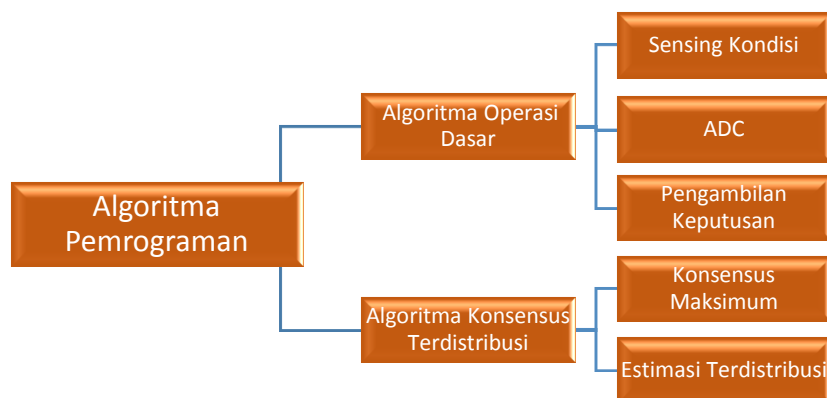 Algoritma
Pemrograman
Algoritma Operasi
Dasar
Sensing Kondisi
ADC
Pengambilan
Keputusan
Algoritma Konsensus
Terdistribusi
Konsensus
Maksimum
Estimasi Terdistribusi